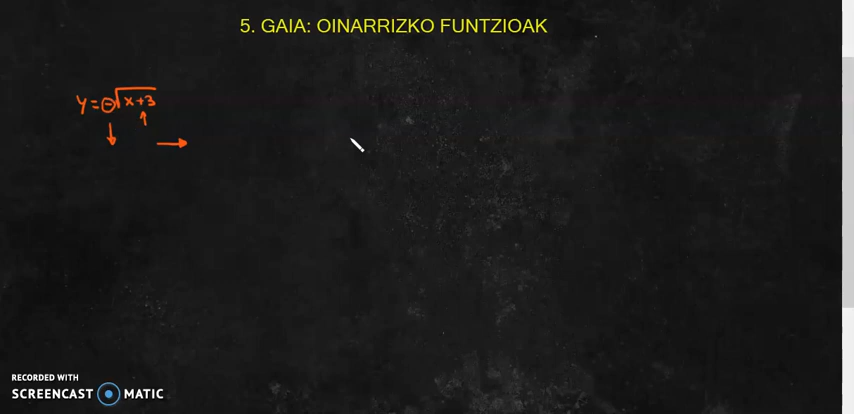 5. GAIA: OINARRIZKO FUNTZIOAK
y = -√x+3
RECORDED WITH
SCREENCAST MATIC